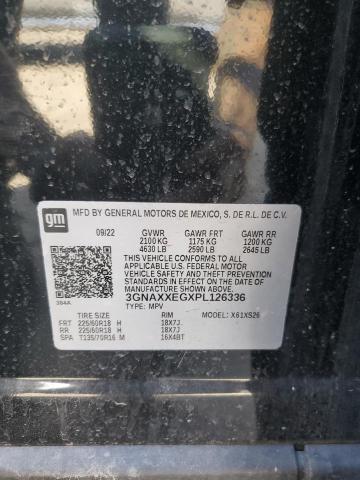 gm
MFD BY GENERAL MOTORS DE MEXICO, S. DE R.L. DE C.V.
09/22 GVWR GAWR FRT GAWR RR
2100 KG 1175 KG 1200 KG
4630 LB 2590 LB 2645 LB
THIS VEHICLE CONFORMS TO ALL APPLICABLE
U.S. FEDERAL MOTOR VEHICLE
SAFETY AND THEFT PREVENTION
STANDARDS IN EFFECT ON THE DATE OF
MANUFACTURE SHOWN ABOVE.
384A 3GNAXXEGXPL126336
TYPE: MPV
TIRE SIZE RIM MODEL: X61XS26
FRT 225/60R18 H 18X7J
RR 225/60R18 H 18X7J
SPA T135/70R16 M 16X4BT